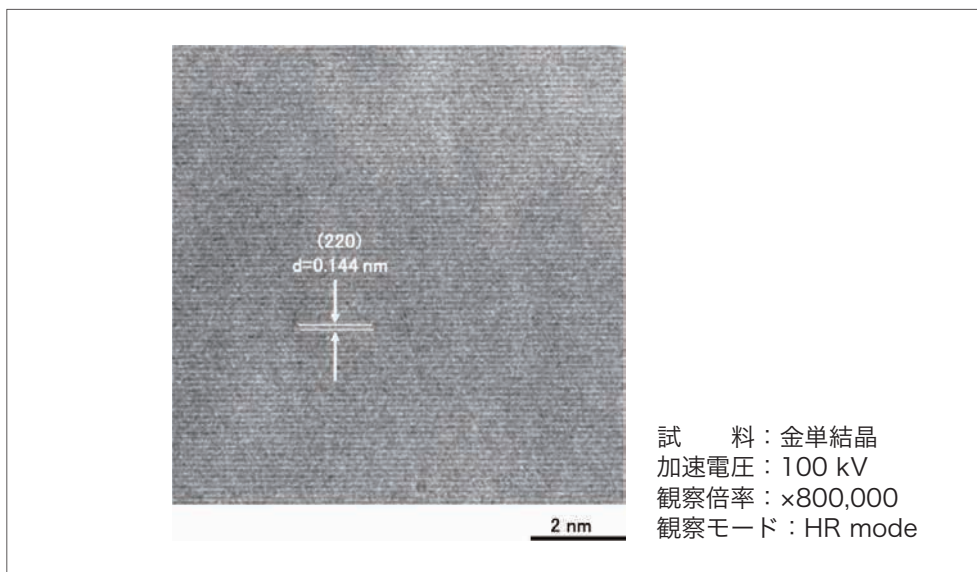 (220)
d=0.144 nm
2 nm
試　　料：金単結晶
加速電圧：100 kV
観察倍率：×800,000
観察モード：HR mode